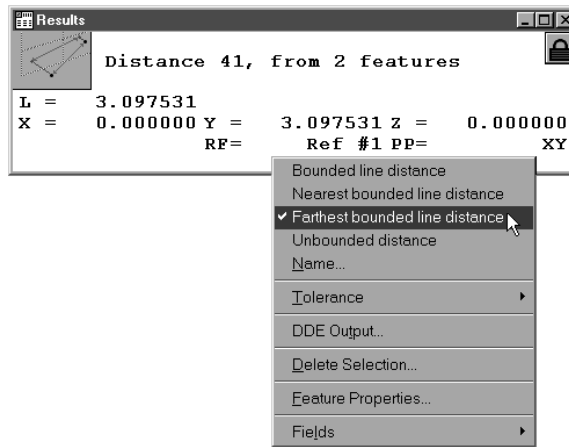 Results
Distance 41, from 2 features
L = 3.097531
X = 0.000000 Y = 3.097531 Z = 0.000000
RF= Ref #1 PP= XY
Bounded line distance
Nearest bounded line distance
Farthest bounded line distance
Unbounded distance
Name...
Tolerance
DDE Output...
Delete Selection...
Feature Properties...
Fields